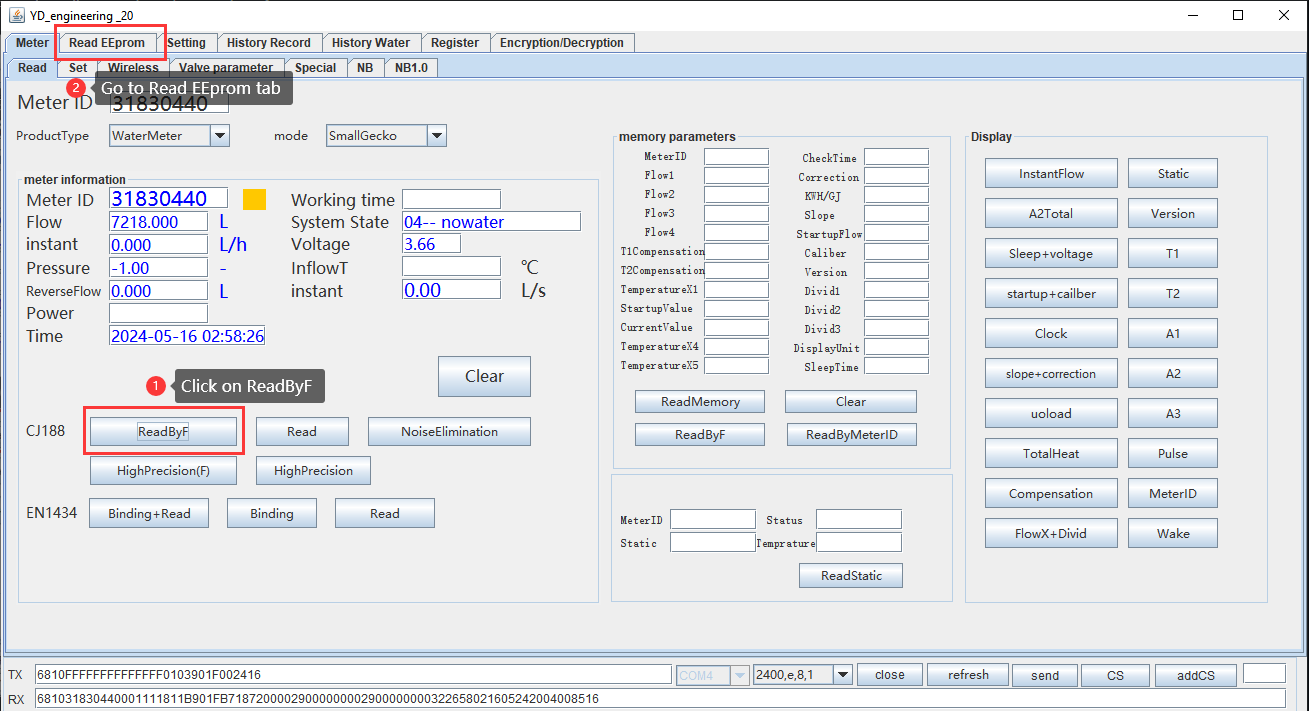 YD_engineering _20
Meter
Read EEprom
Setting
History Record
History Water
Register
Encryption/Decryption
Read
Set
Wireless
Valve parameter
Special
NB
NB1.0
2
Go to Read EEprom tab
Meter ID
31830440
ProductType
WaterMeter
mode
SmallGecko
meter information
Meter ID
31830440
Working time
Flow
7218.000
L
System State
04-- nowater
instant
0.000
L/h
Voltage
3.66
Pressure
-1.00
-
InflowT
℃
ReverseFlow
0.000
L
instant
0.00
L/s
Power
Time
2024-05-16 02:58:26
1
Click on ReadByF
Clear
CJ188
ReadByF
Read
NoiseElimination
HighPrecision(F)
HighPrecision
EN1434
Binding+Read
Binding
Read
memory parameters
MeterID
CheckTime
Flow1
Correction
Flow2
KWH/GJ
Flow3
Slope
Flow4
StartupFlow
T1Compensation
Caliber
T2Compensation
Version
TemperatureX1
Divid1
StartupValue
Divid2
CurrentValue
Divid3
TemperatureX4
DisplayUnit
TemperatureX5
SleepTime
ReadMemory
Clear
ReadByF
ReadByMeterID
MeterID
Status
Static
Temprature
ReadStatic
Display
InstantFlow
Static
A2Total
Version
Sleep+voltage
T1
startup+cailber
T2
Clock
A1
slope+correction
A2
uoload
A3
TotalHeat
Pulse
Compensation
MeterID
FlowX+Divid
Wake
TX
6810FFFFFFFFFFFFFF0103901F002416
COM4
2400,e,8,1
close
refresh
send
CS
addCS
RX
6810318304400011118 11B901FB7187200002900000000290000000032265802160524200400 8516